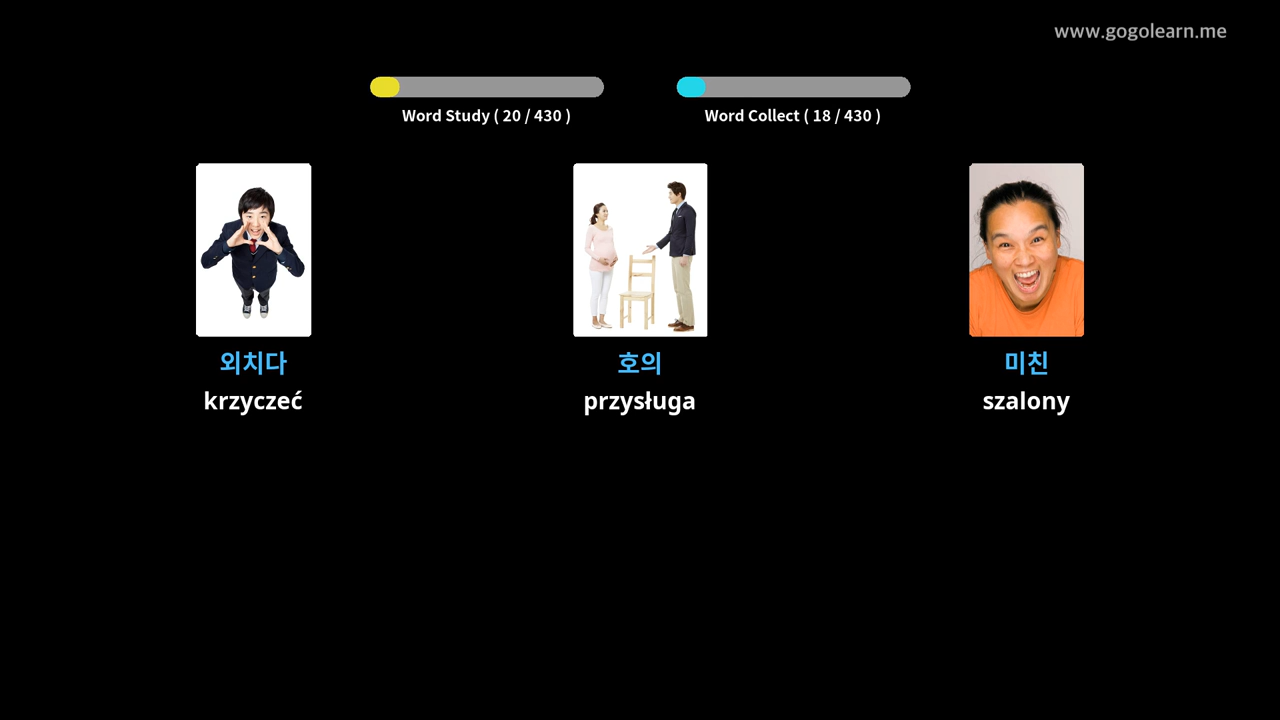 www.gogolearn.me
Word Study ( 20 / 430 )
Word Collect ( 18 / 430 )
외치다
krzyczeć
호의
przysługa
미친
szalony